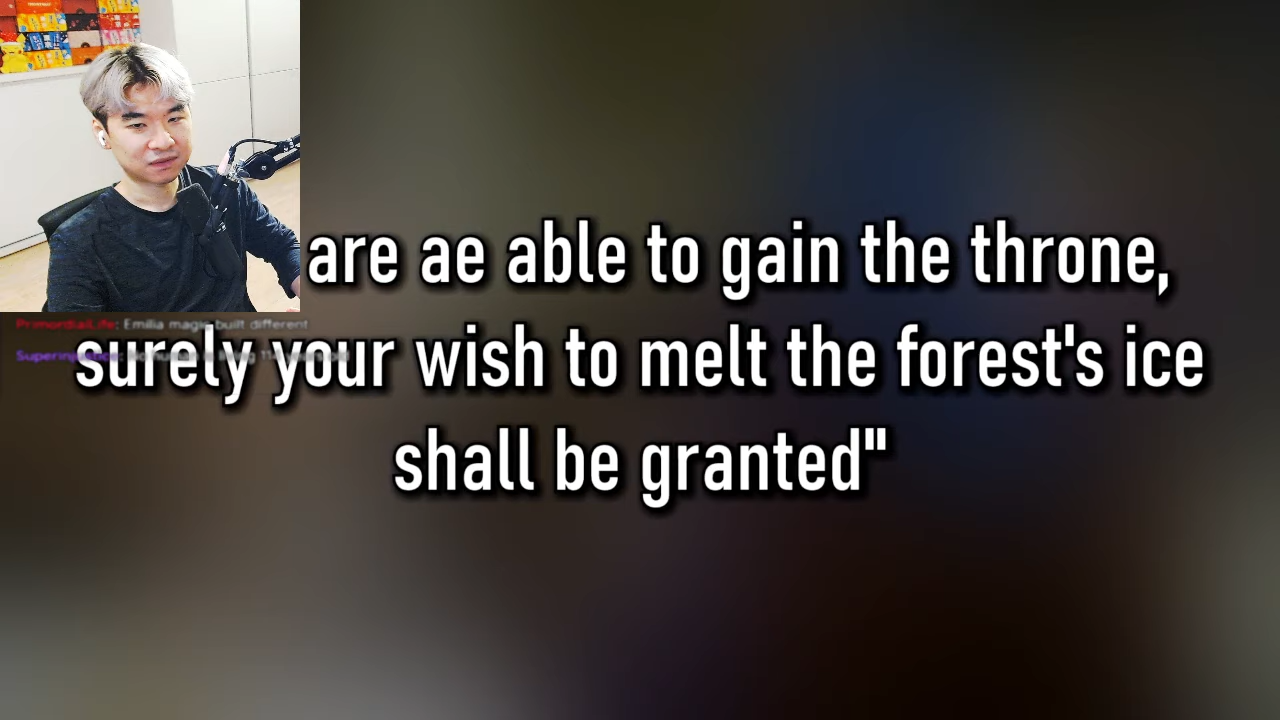 PrimordialLife: Emilia magic built different
are ae able to gain the throne,
surely your wish to melt the forest's ice
shall be granted"